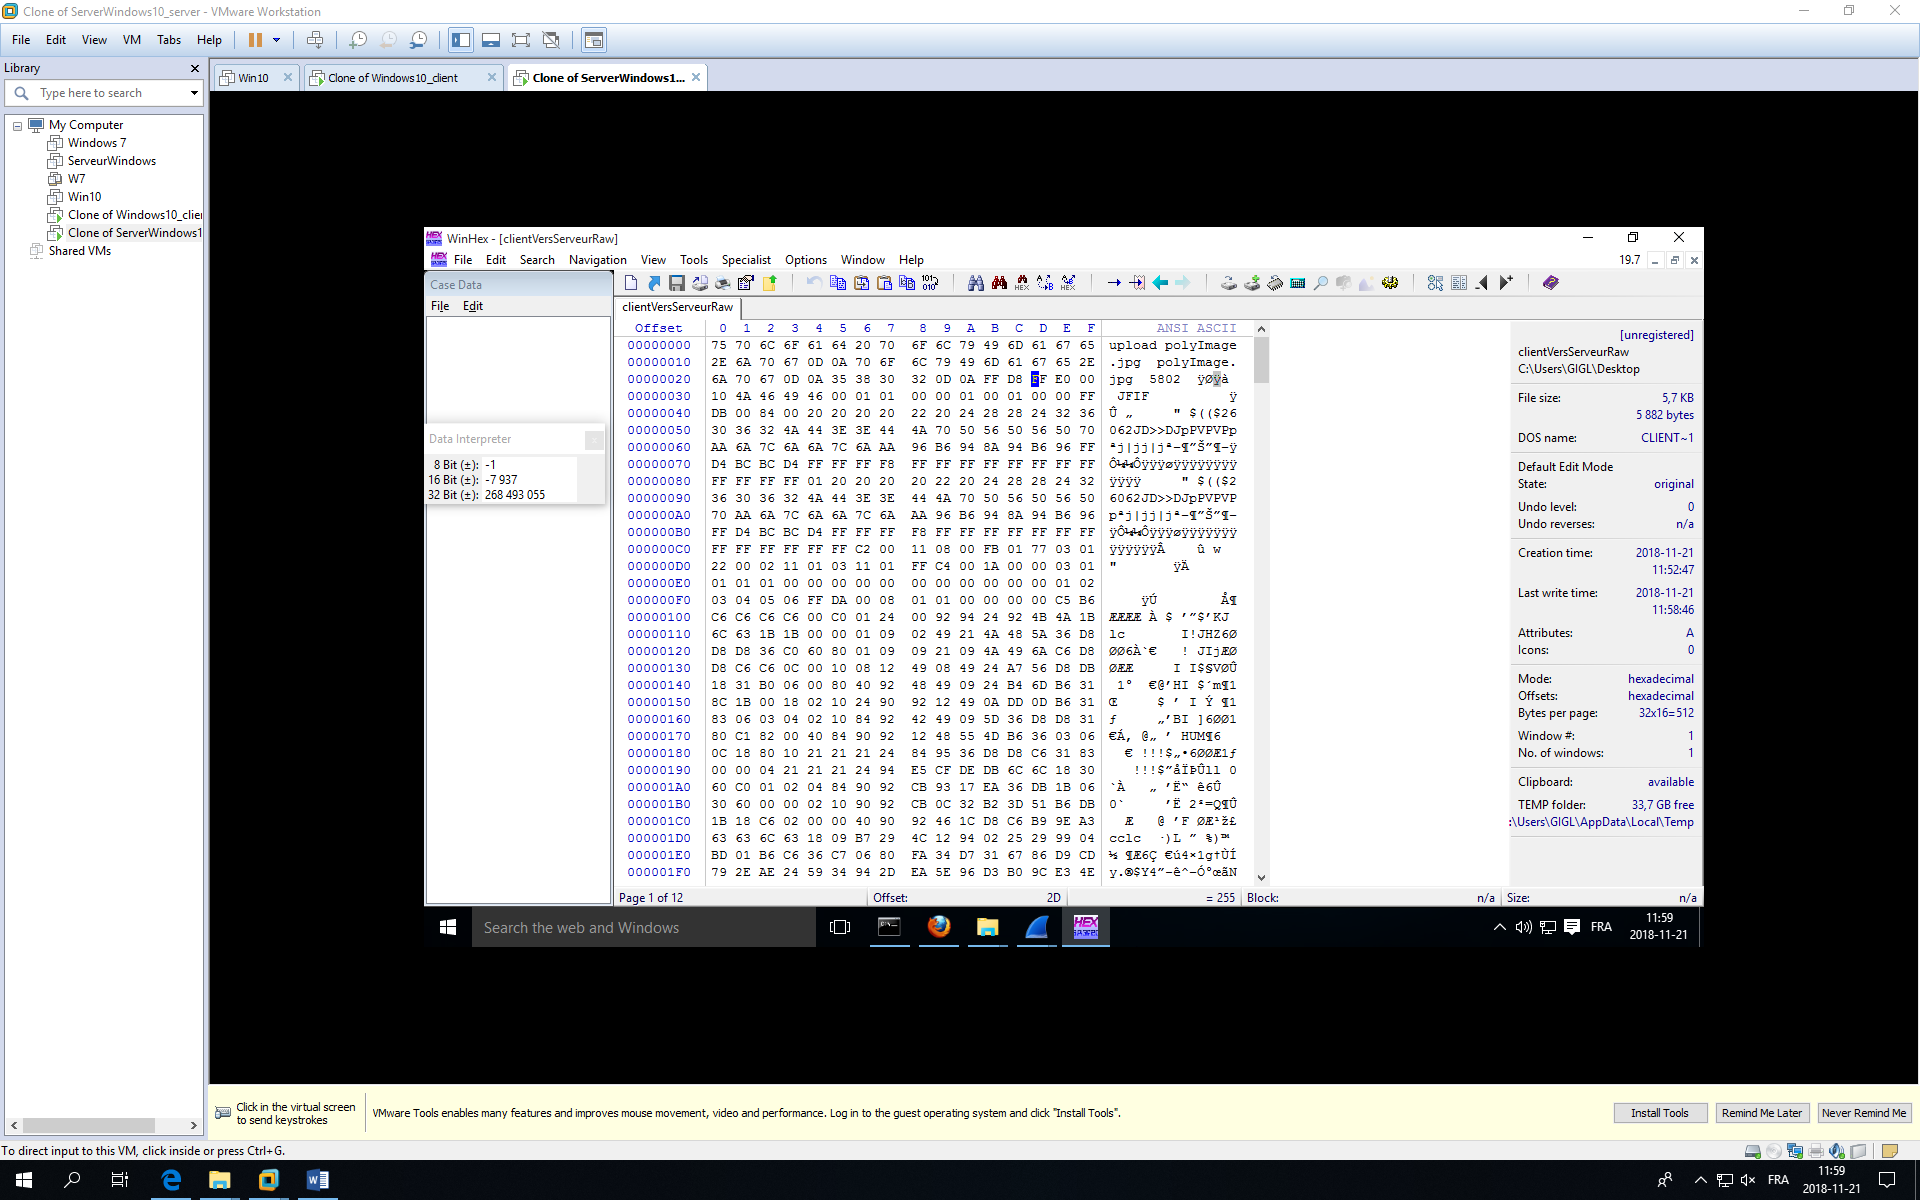 Clone of ServerWindows10_server - VMware Workstation
File Edit View VM Tabs Help
Library
Type here to search
My Computer
Windows 7
ServeurWindows
W7
Win10
Clone of Windows10_clie
Clone of ServerWindows1
Shared VMs
Win10
Clone of Windows10_client
Clone of ServerWindows1...
WinHex - [clientVersServeurRaw]
File Edit Search Navigation View Tools Specialist Options Window Help
19.7
Case Data
File Edit
Data Interpreter
8 Bit (±): -1
16 Bit (±): -7 937
32 Bit (±): 268 493 055
clientVersServeurRaw
Offset 0 1 2 3 4 5 6 7 8 9 A B C D E F ANSI ASCII
00000000 75 70 6C 6F 61 64 20 70 6F 6C 79 49 6D 61 67 65 upload polyImage
00000010 2E 6A 70 67 0D 0A 70 6F 6C 79 49 6D 61 67 65 2E .jpg polyImage.
00000020 6A 70 67 0D 0A 35 38 30 32 0D 0A FF D8 FF E0 00 jpg 5802 ÿØÿà
00000030 10 4A 46 49 46 00 01 01 00 00 01 00 01 00 00 FF JFIF ÿ
00000040 DB 00 84 00 20 20 20 20 22 20 24 28 28 24 32 36 Û „ " $(($26
00000050 30 36 32 4A 44 3E 3E 44 4A 70 50 56 50 56 50 70 062JD>>DJpPVPVPp
00000060 AA 6A 7C 6A 6A 7C 6A AA 96 B6 94 8A 94 B6 96 FF ªj|jj|jª–¶”Š”¶–ÿ
00000070 D4 BC BC D4 FF FF FF F8 FF FF FF FF FF FF FF FF Ô¼¼Ôÿÿÿøÿÿÿÿÿÿÿÿ
00000080 FF FF FF FF 01 20 20 20 20 22 20 24 28 28 24 32 ÿÿÿÿ " $(($2
00000090 36 30 36 32 4A 44 3E 3E 44 4A 70 50 56 50 56 50 6062JD>>DJpPVPVP
000000A0 70 AA 6A 7C 6A 6A 7C 6A AA 96 B6 94 8A 94 B6 96 pªj|jj|jª–¶”Š”¶–
000000B0 FF D4 BC BC D4 FF FF FF F8 FF FF FF FF FF FF FF ÿÔ¼¼Ôÿÿÿøÿÿÿÿÿÿÿ
000000C0 FF FF FF FF FF FF C2 00 11 08 00 FB 01 77 03 01 ÿÿÿÿÿÿÂ û w
000000D0 22 00 02 11 01 03 11 01 FF C4 00 1A 00 00 03 01 " ÿÄ
000000E0 01 01 01 00 00 00 00 00 00 00 00 00 00 00 01 02
000000F0 03 04 05 06 FF DA 00 08 01 01 00 00 00 00 C5 B6 ÿÚ Å¶
00000100 C6 C6 C6 C6 00 C0 01 24 00 92 94 24 92 4B 4A 1B ÆÆÆÆ À $ ’”$’KJ
00000110 6C 63 1B 1B 00 00 01 09 02 49 21 4A 48 5A 36 D8 lc I!JHZ6Ø
00000120 D8 D8 36 C0 60 80 01 09 09 21 09 4A 49 6A C6 D8 ØØ6À`€ ! JIjÆØ
00000130 D8 C6 C6 0C 00 10 08 12 49 08 49 24 A7 56 D8 DB ØÆÆ I I$§VØÛ
00000140 18 31 B0 06 00 80 40 92 48 49 09 24 B4 6D B6 31 1° €@’HI $´m¶1
00000150 8C 1B 00 18 02 10 24 90 92 12 49 0A DD 0D B6 31 Œ $ ’ I Ý ¶1
00000160 83 06 03 04 02 10 84 92 42 49 09 5D 36 D8 D8 31 ƒ „’BI ]6ØØ1
00000170 80 C1 82 00 40 84 90 92 12 48 55 4D B6 36 03 06 €Á‚ @„ ’ HUM¶6
00000180 0C 18 80 10 21 21 21 24 84 95 36 D8 D8 C6 31 83 € !!!$„•6ØØÆ1ƒ
00000190 00 00 04 21 21 21 24 94 E5 CF DE DB 6C 6C 18 30 !!!$”åÏÞÛll 0
000001A0 60 C0 01 02 04 84 90 92 CB 93 17 EA 36 DB 1B 06 `À „ ’Ë“ ê6Û
000001B0 30 60 00 00 02 10 90 92 CB 0C 32 B2 3D 51 B6 DB 0` ’Ë 2²=Q¶Û
000001C0 1B 18 C6 02 00 00 40 90 92 46 1C D8 C6 B9 9E A3 Æ @ ’F ØÆ¹ž£
000001D0 63 63 6C 63 18 09 B7 29 4C 12 94 02 25 29 99 04 cclc ·)L ” %)™
000001E0 BD 01 B6 C6 36 C7 06 80 FA 34 D7 31 67 86 D9 CD ½ ¶Æ6Ç €ú4×1g†ÙÍ
000001F0 79 2E AE 24 59 34 94 2D EA 5E 96 D3 B0 9C E3 4E y.®$Y4”-ê^–Ó°œãN
Page 1 of 12 Offset: 2D = 255 Block: n/a Size: n/a
[unregistered]
clientVersServeurRaw
C:\Users\GIGL\Desktop
File size: 5,7 KB
5 882 bytes
DOS name: CLIENT~1
Default Edit Mode
State: original
Undo level: 0
Undo reverses: n/a
Creation time: 2018-11-21
11:52:47
Last write time: 2018-11-21
11:58:46
Attributes: A
Icons: 0
Mode: hexadecimal
Offsets: hexadecimal
Bytes per page: 32x16=512
Window #: 1
No. of windows: 1
Clipboard: available
TEMP folder: 33,7 GB free
:\Users\GIGL\AppData\Local\Temp
Search the web and Windows
FRA
11:59
2018-11-21
Click in the virtual screen
to send keystrokes
VMware Tools enables many features and improves mouse movement, video and performance. Log in to the guest operating system and click "Install Tools".
Install Tools
Remind Me Later
Never Remind Me
To direct input to this VM, click inside or press Ctrl+G.
FRA
11:59
2018-11-21